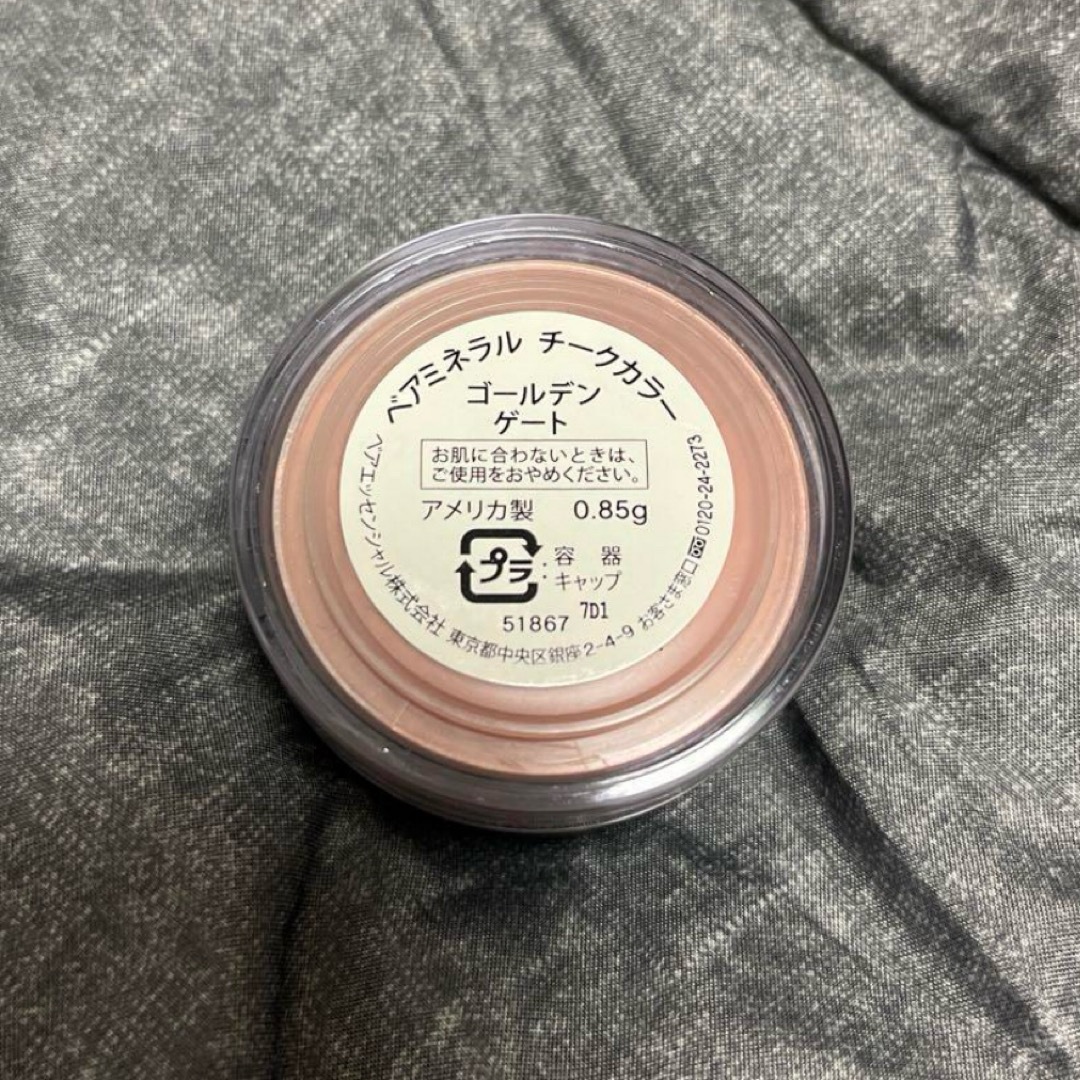 ベアミネラル チークカラー
ゴールデン
ゲート
お肌に合わないときは、
ご使用をおやめください。
アメリカ製 0.85g
プラ : 容器
キャップ
51867 7D1
ベアエッセンシャル株式会社 東京都中央区銀座2-4-9 お客さま窓口 0120-24-2273